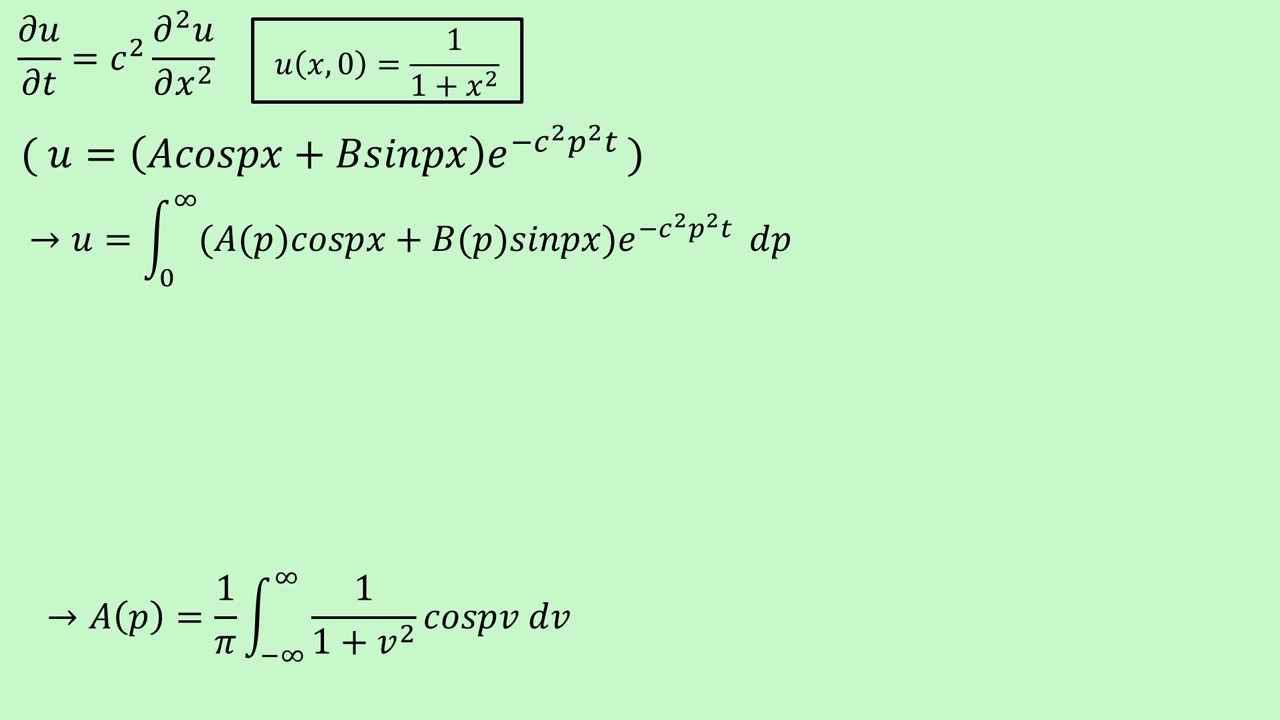 ∂u/∂t = c² ∂²u/∂x²   u(x, 0) = 1/(1 + x²)
( u = (Acospx + Bsinpx)e^{−c²p²t} )
→ u = ∫₀^∞ (A(p)cospx + B(p)sinpx)e^{−c²p²t} dp
→ A(p) = 1/π ∫_{−∞}^{∞} 1/(1 + v²) cospv dv